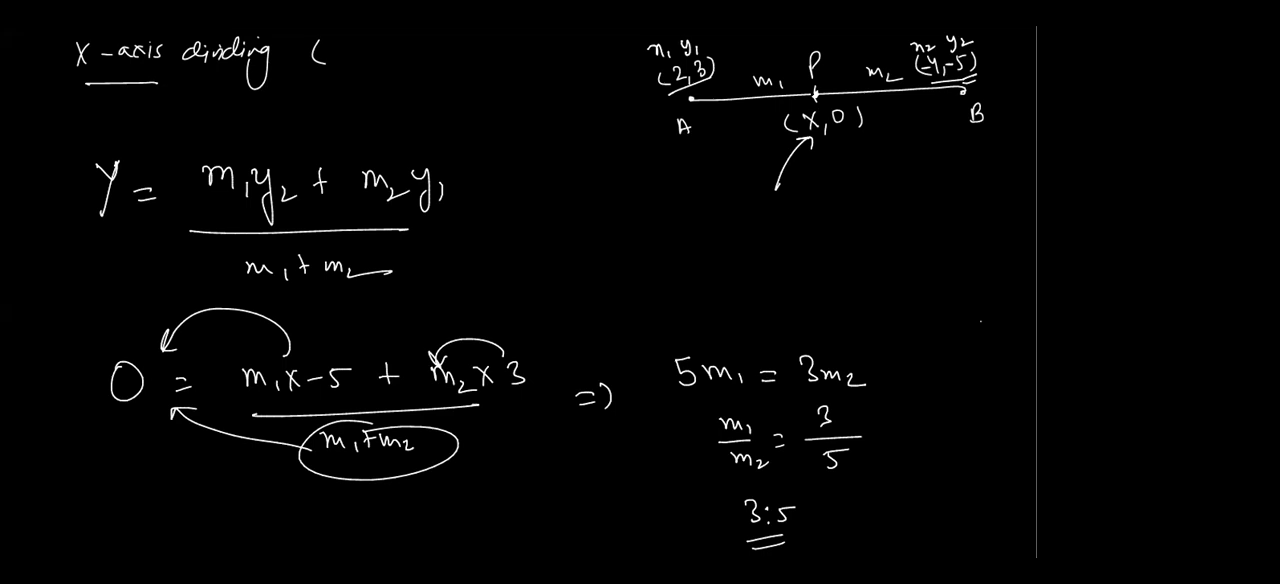 X-axis dividing (
x₁ y₁
(2,3)
m₁
P
m₂
x₂ y₂
(-4,-5)
A
(X,0)
B
Y = (m₁y₂ + m₂y₁) / (m₁ + m₂)
0 = (m₁x-5 + m₂x3) / (m₁+m₂) => 5m₁ = 3m₂
m₁/m₂ = 3/5
3:5